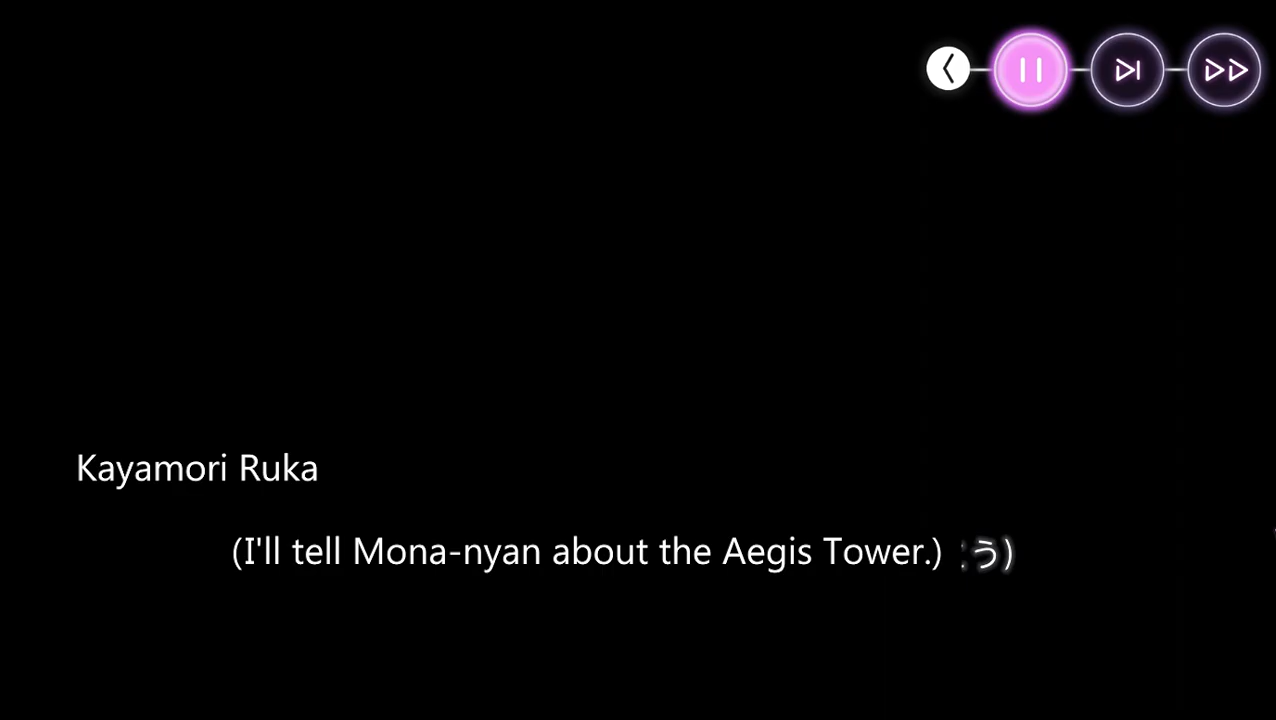 Kayamori Ruka
(I'll tell Mona-nyan about the Aegis Tower.) う)